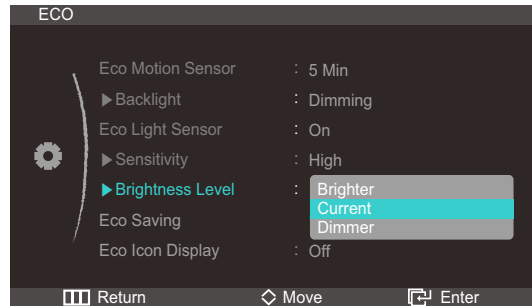 ECO
Eco Motion Sensor : 5 Min
▶Backlight : Dimming
Eco Light Sensor : On
▶Sensitivity : High
▶Brightness Level : Brighter
Current
Eco Saving
Dimmer
Eco Icon Display : Off
Return Move Enter